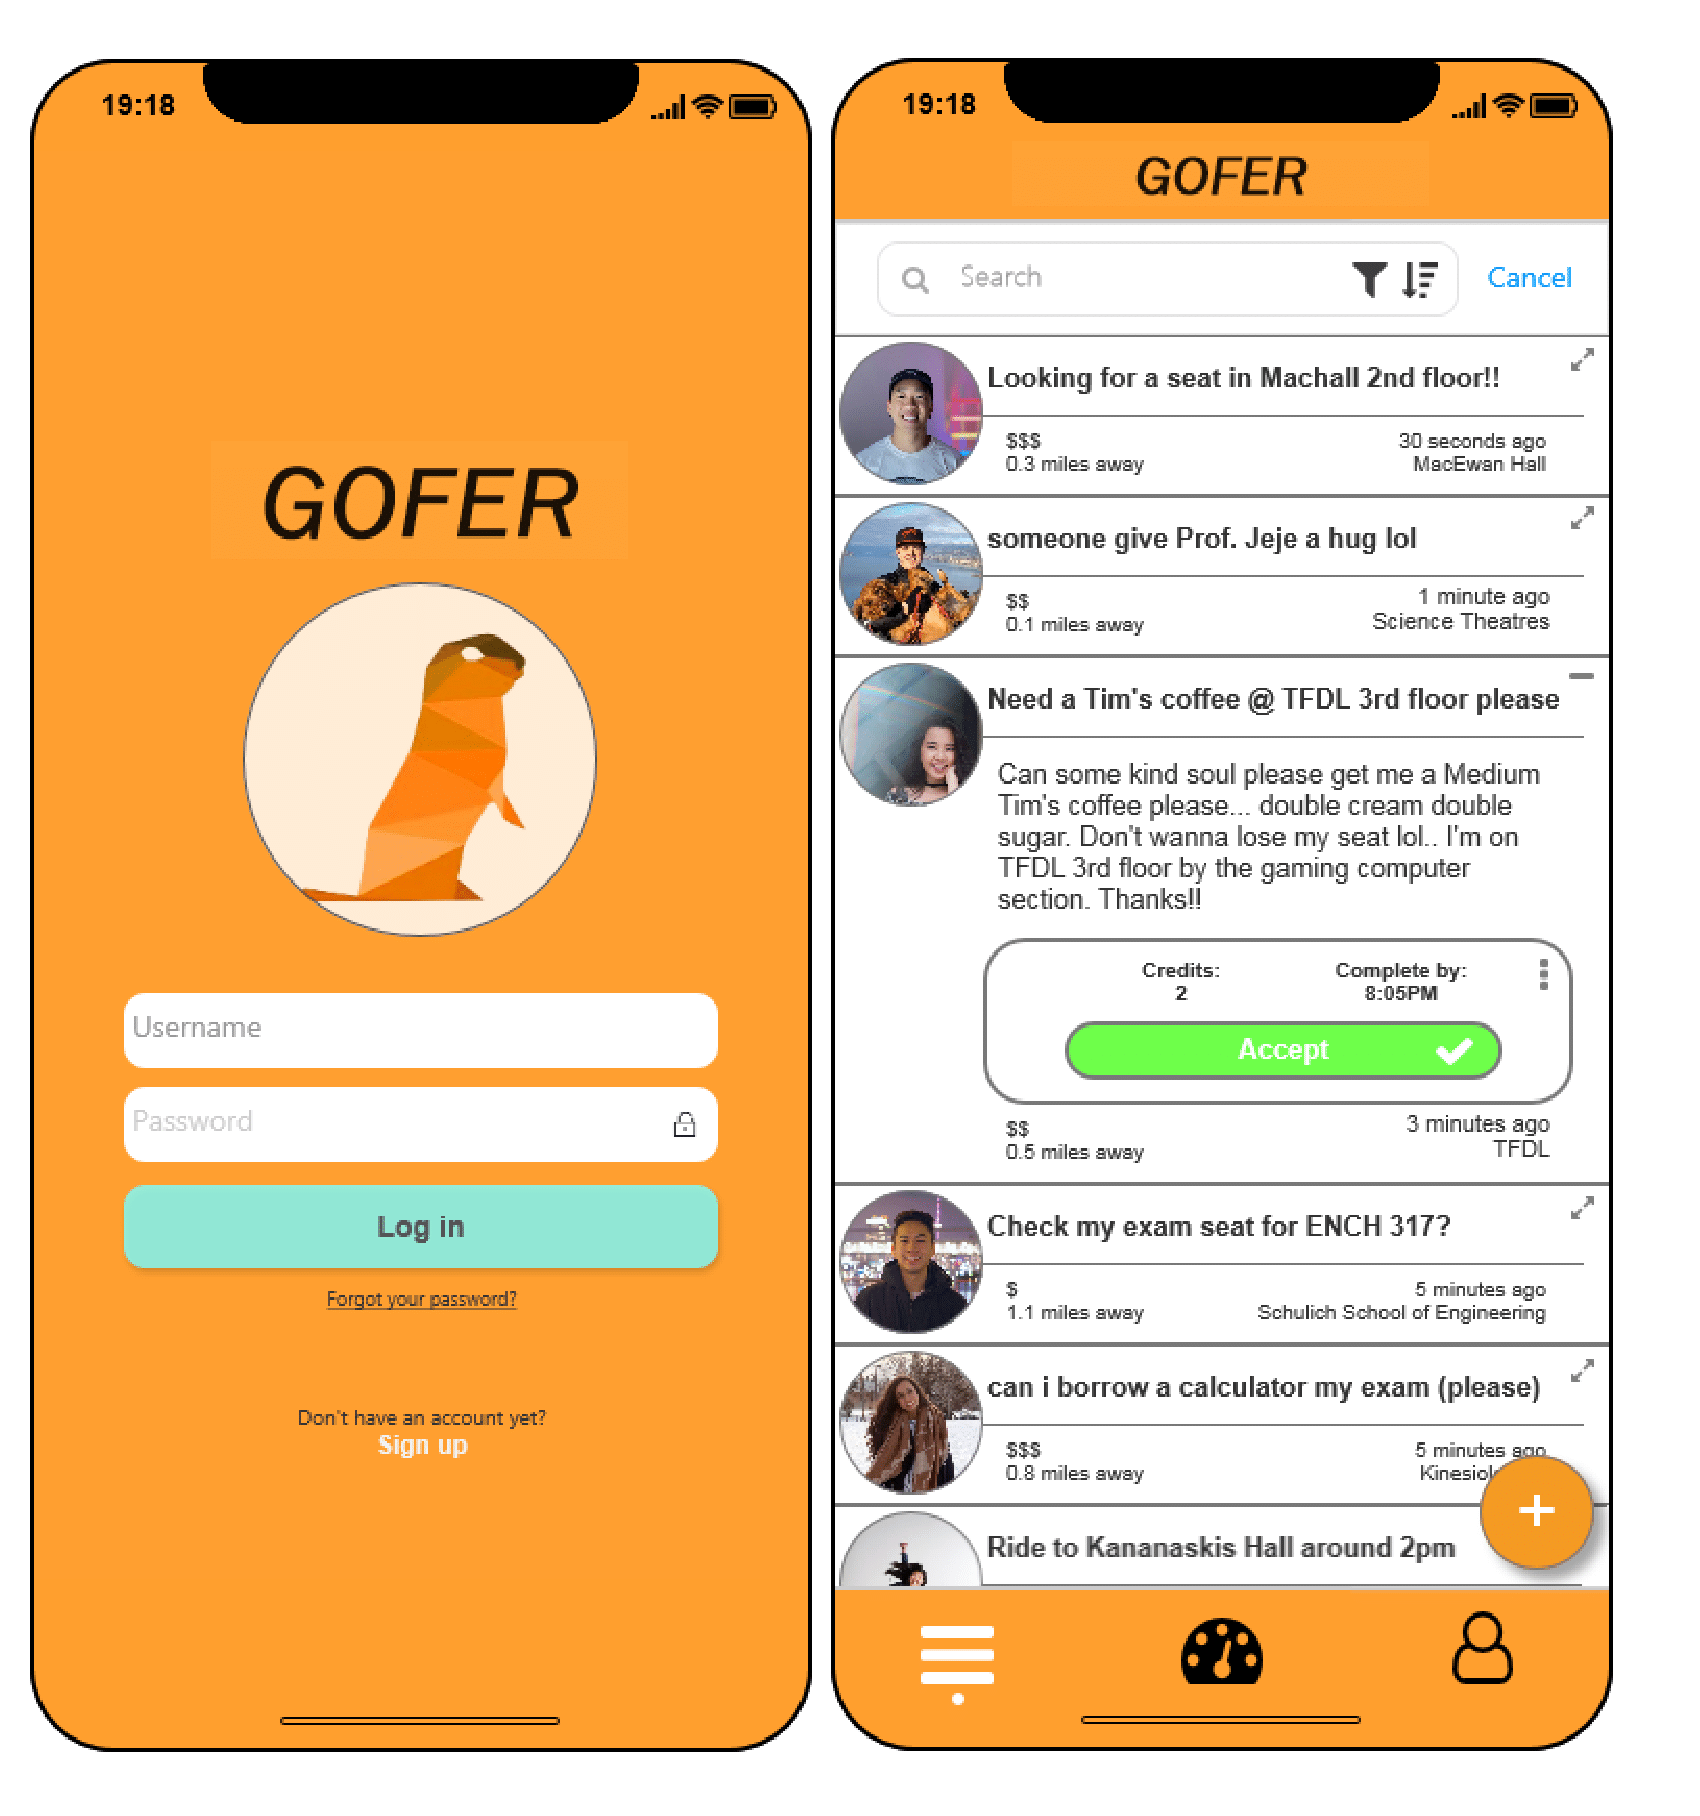 19:18
GOFER
Username
Password
Log in
Forgot your password?
Don't have an account yet?
Sign up
19:18
GOFER
Search
Cancel
Looking for a seat in Machall 2nd floor!!
$$$
30 seconds ago
0.3 miles away
MacEwan Hall
someone give Prof. Jeje a hug lol
$$
1 minute ago
0.1 miles away
Science Theatres
Need a Tim's coffee @ TFDL 3rd floor please
Can some kind soul please get me a Medium
Tim's coffee please... double cream double
sugar. Don't wanna lose my seat lol.. I'm on
TFDL 3rd floor by the gaming computer
section. Thanks!!
Credits:
2
Complete by:
8:05PM
Accept
$$
3 minutes ago
0.5 miles away
TFDL
Check my exam seat for ENCH 317?
$
5 minutes ago
1.1 miles away
Schulich School of Engineering
can i borrow a calculator my exam (please)
$$$
5 minutes ago
0.8 miles away
Ride to Kananaskis Hall around 2pm